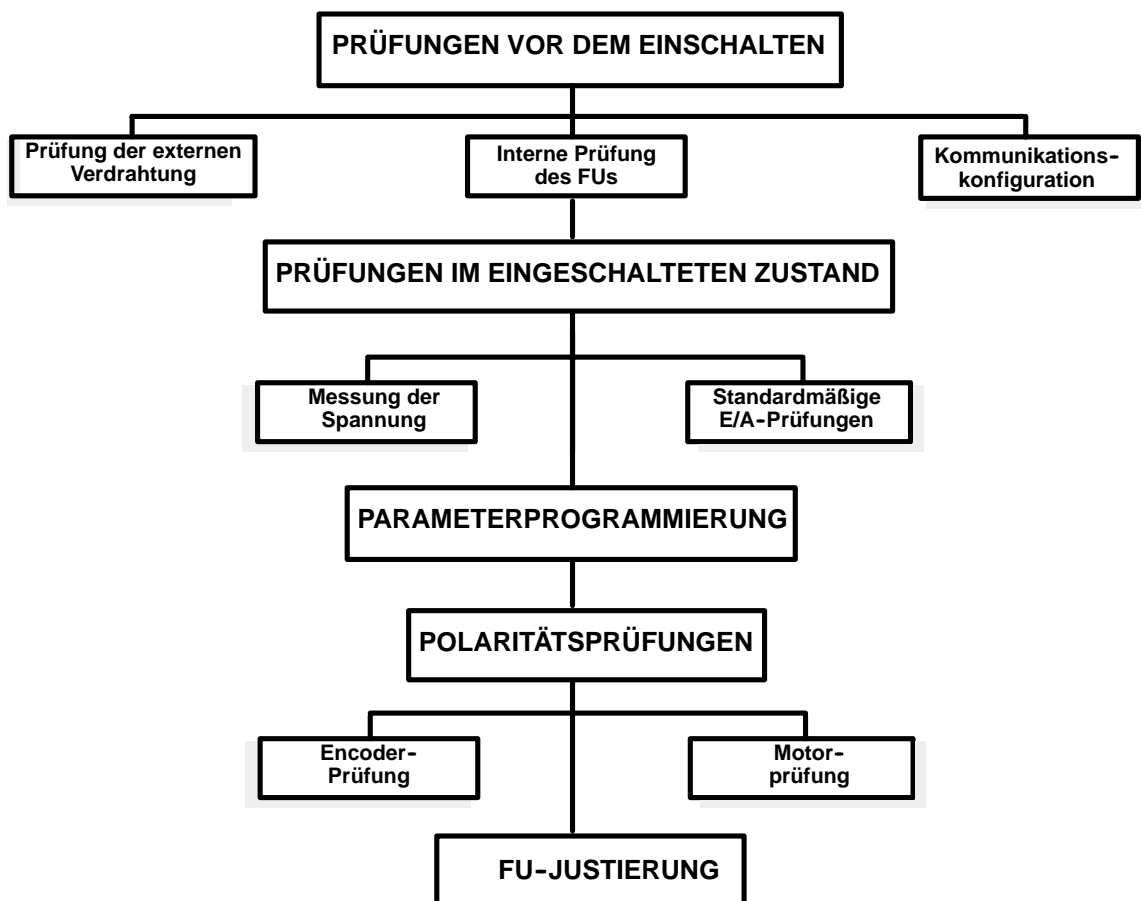 PRÜFUNGEN VOR DEM EINSCHALTEN
Prüfung der externen
Verdrahtung
Interne Prüfung
des FUs
Kommunikations-
konfiguration
PRÜFUNGEN IM EINGESCHALTETEN ZUSTAND
Messung der
Spannung
Standardmäßige
E/A-Prüfungen
PARAMETERPROGRAMMIERUNG
POLARITÄTSPRÜFUNGEN
Encoder-
Prüfung
Motor-
prüfung
FU-JUSTIERUNG